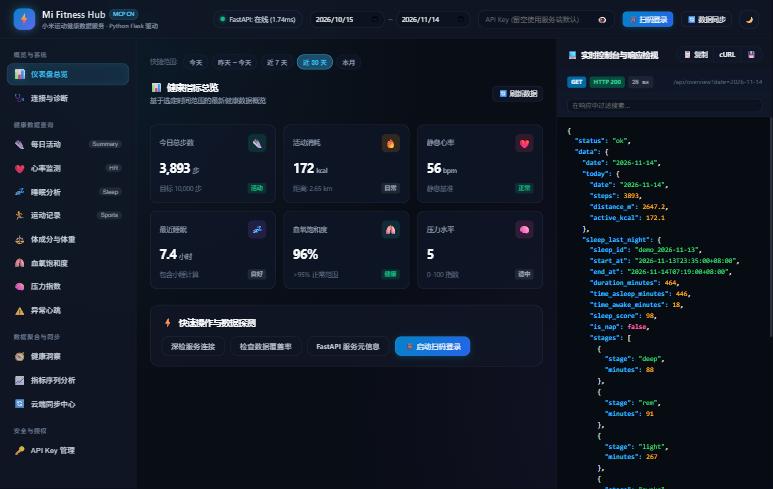 Mi Fitness Hub MCP CN
小米运动健康数据服务 · Python Flask 驱动
FastAPI: 在线 (1.74ms)
2026/10/15 – 2026/11/14
API Key (留空使用服务端默认)
扫码登录
数据同步
概览与系统
仪表盘总览
连接与诊断
健康数据查询
每日活动 Summary
心率监测 HR
睡眠分析 Sleep
运动记录 Sports
体成分与体重
血氧饱和度
压力指数
异常心跳
数据聚合与同步
健康洞察
指标序列分析
云端同步中心
安全与授权
API Key 管理
快速范围: 今天 昨天 ~ 今天 近 7 天 近 30 天 本月
健康指标总览
基于选定时间范围的最新健康数据概览
刷新数据
今日总步数
3,893 步
目标 10,000 步 活动
活动消耗
172 kcal
距离: 2.65 km 日常
静息心率
56 bpm
静息基准 正常
最近睡眠
7.4 小时
包含小睡计算 良好
血氧饱和度
96%
>95% 正常范围 健康
压力水平
5
0-100 指数 适中
快速操作与数据探测
深检服务连接 检查数据覆盖率 FastAPI 服务元信息 启动扫码登录
实时控制台与响应检视
复制 cURL
GET HTTP 200 28 ms /api/overview?date=2026-11-14
在响应中过滤搜索...
{
"status": "ok",
"data": {
"date": "2026-11-14",
"today": {
"date": "2026-11-14",
"steps": 3893,
"distance_m": 2647.2,
"active_kcal": 172.1
},
"sleep_last_night": {
"sleep_id": "demo_2026-11-13",
"start_at": "2026-11-13T23:35:00+08:00",
"end_at": "2026-11-14T07:19:00+08:00",
"duration_minutes": 464,
"time_asleep_minutes": 446,
"time_awake_minutes": 18,
"sleep_score": 98,
"is_nap": false,
"stages": [
{
"stage": "deep",
"minutes": 88
},
{
"stage": "rem",
"minutes": 91
},
{
"stage": "light",
"minutes": 267
},
{